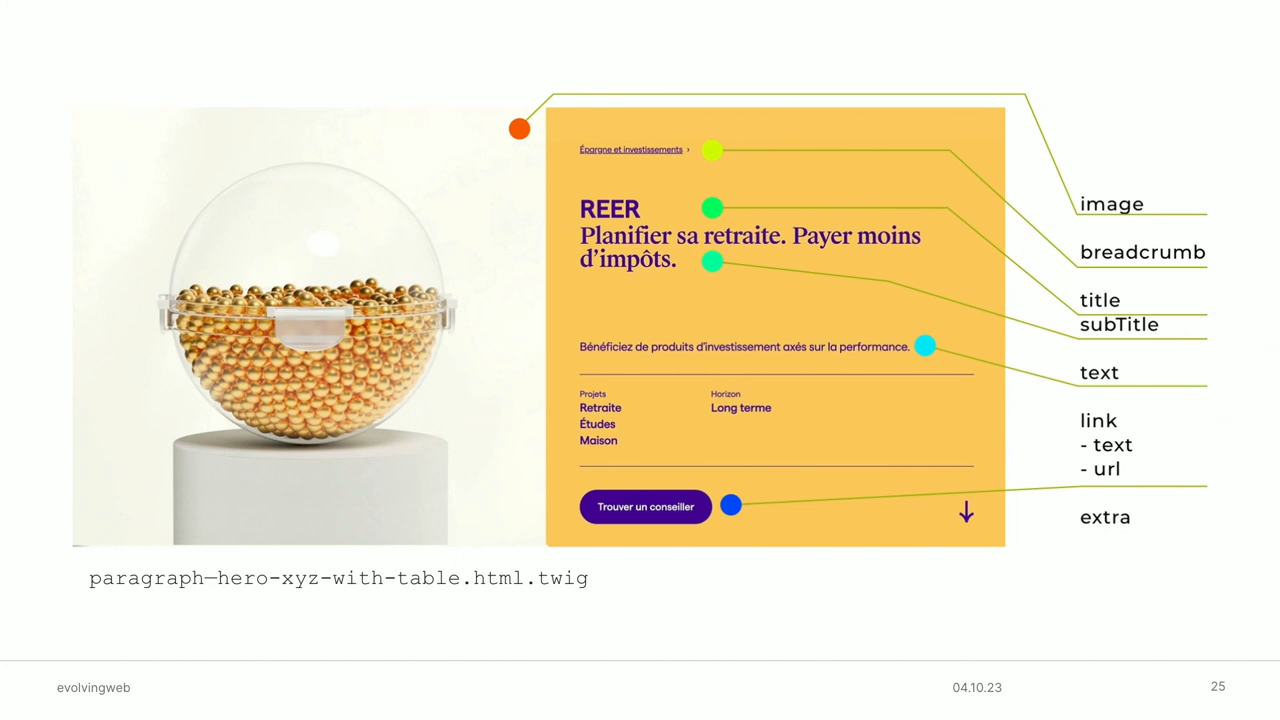 Épargne et investissements ›
REER
Planifier sa retraite. Payer moins
d'impôts.
Bénéficiez de produits d'investissement axés sur la performance.
Projets
Retraite
Études
Maison
Horizon
Long terme
Trouver un conseiller
image
breadcrumb
title
subTitle
text
link
- text
- url
extra
paragraph—hero-xyz-with-table.html.twig
evolvingweb
04.10.23
25